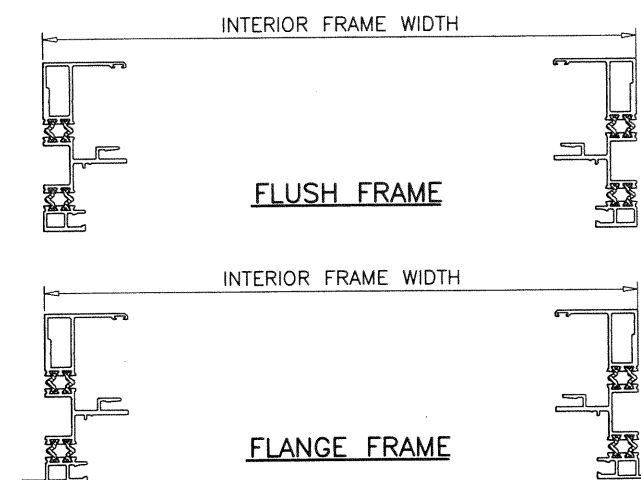 INTERIOR FRAME WIDTH
FLUSH FRAME
INTERIOR FRAME WIDTH
FLANGE FRAME